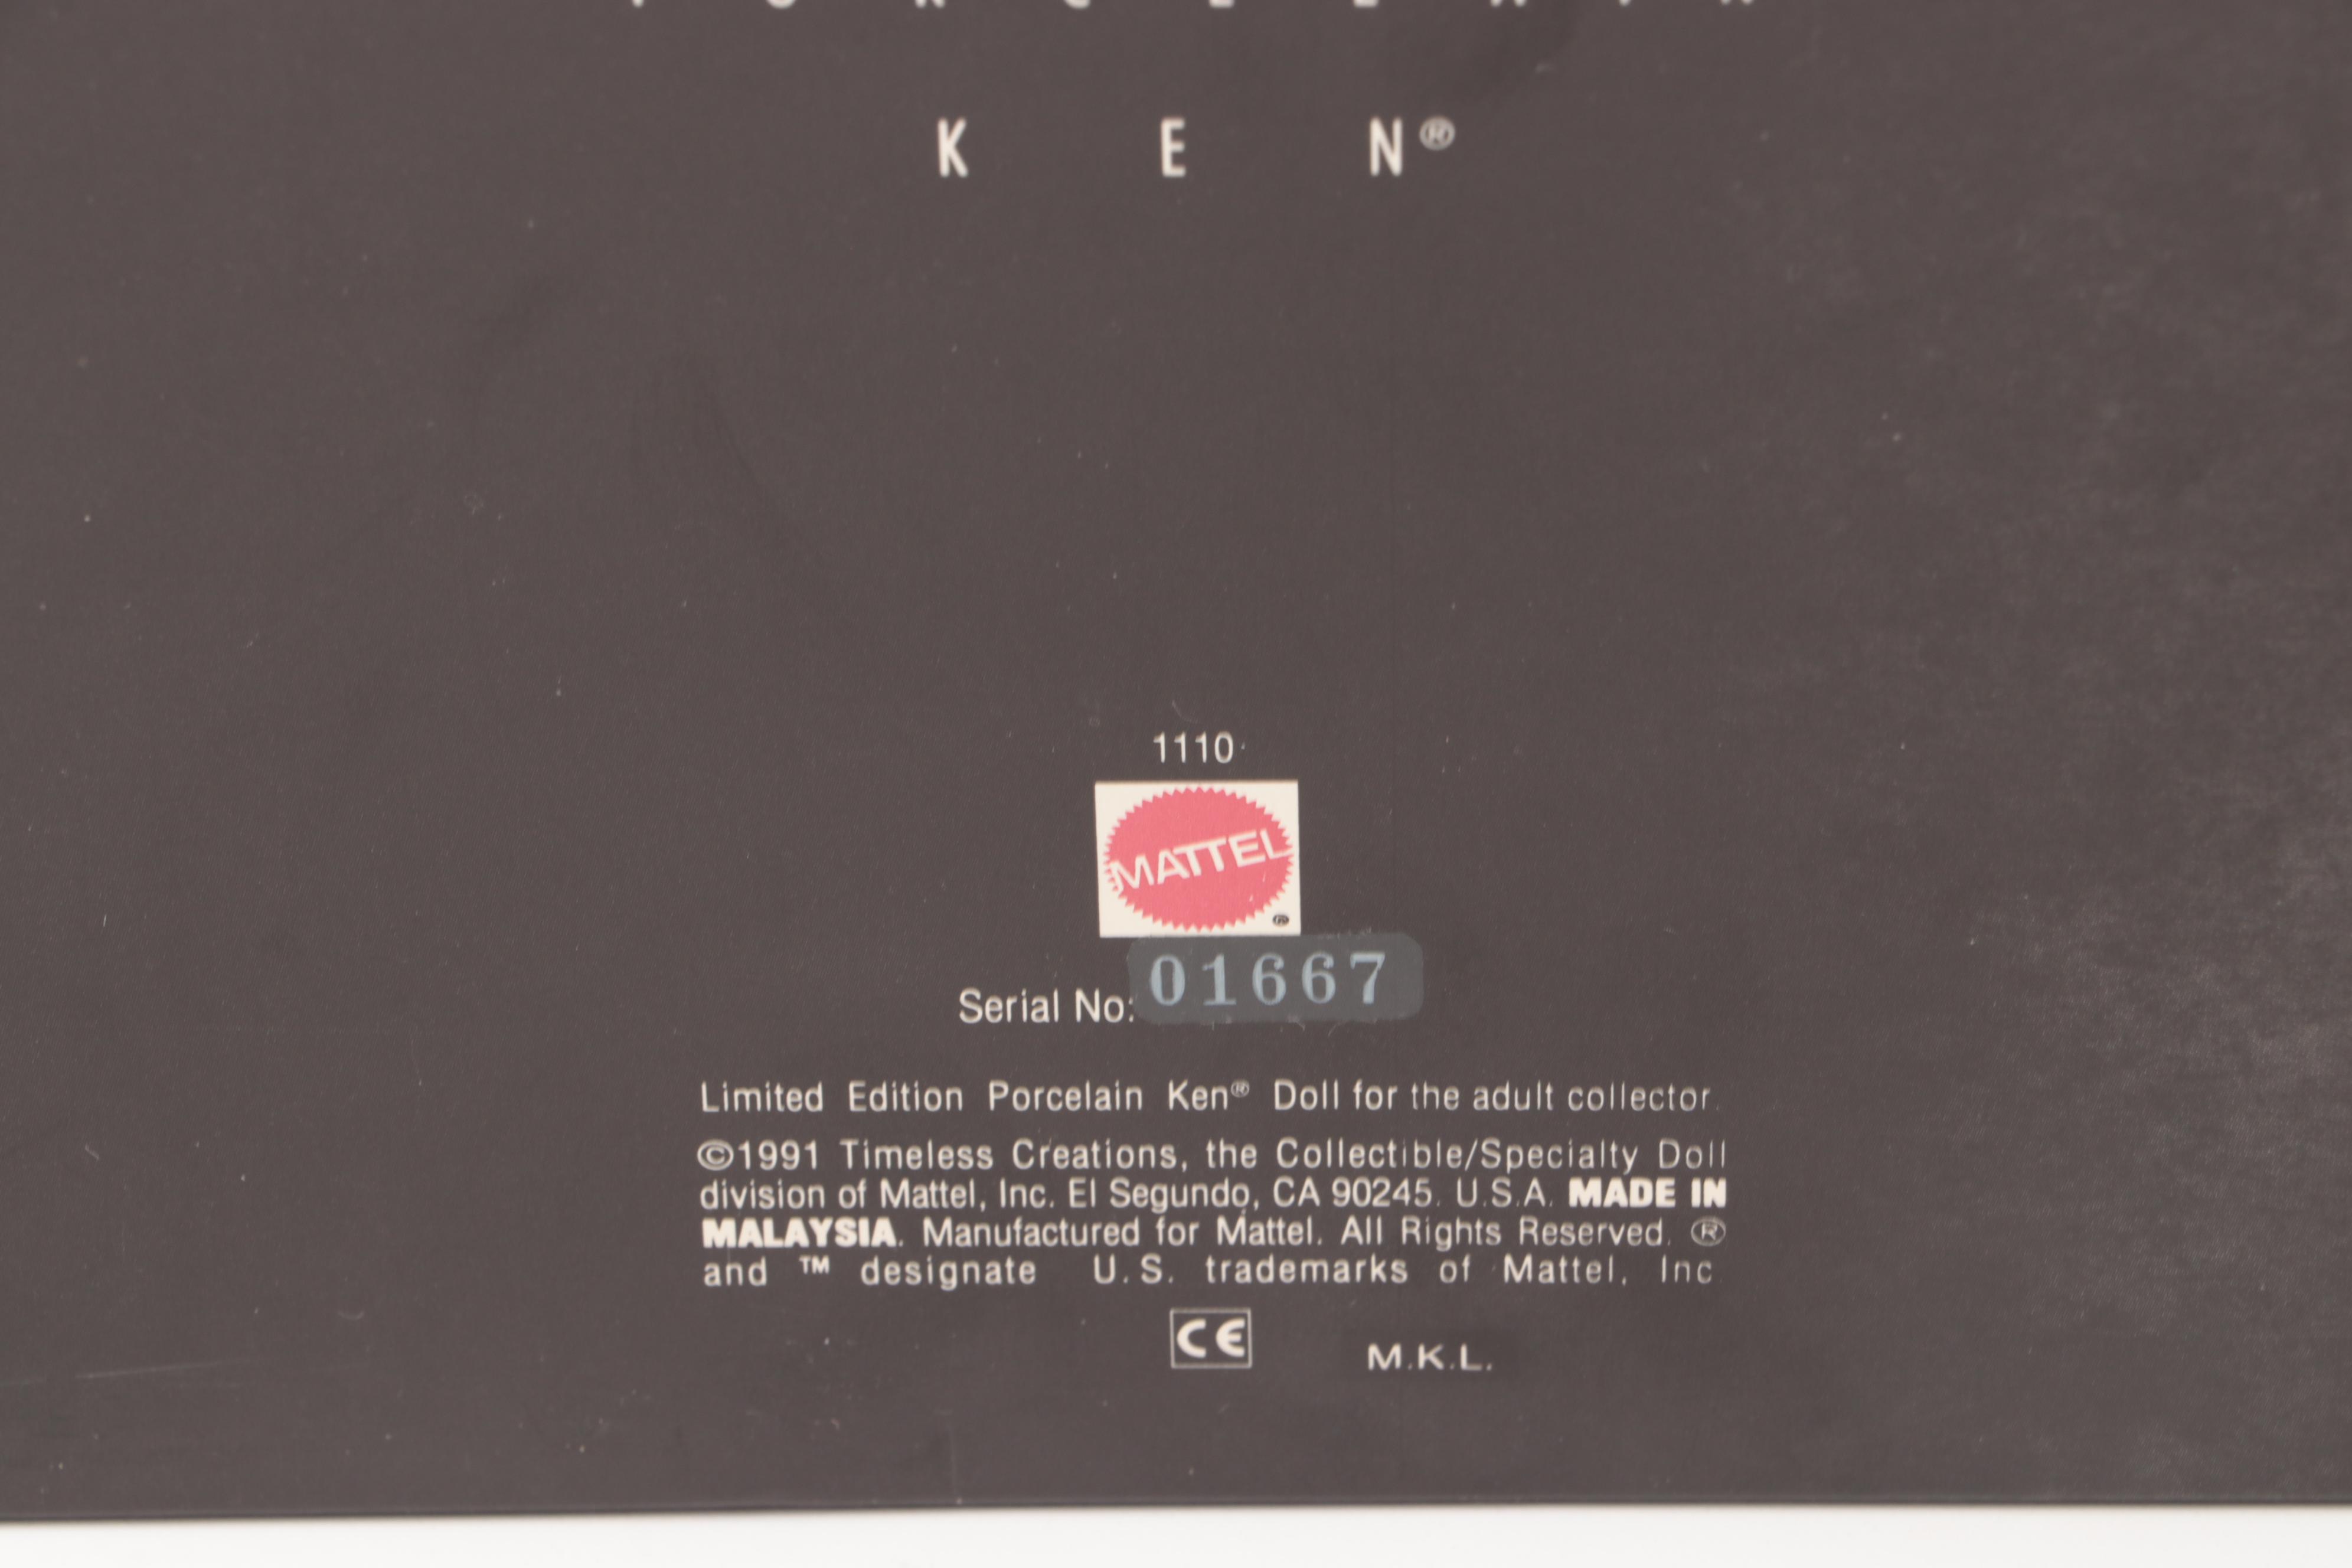 K E N®
1110
MATTEL ®
01667
Serial No:
Limited Edition Porcelain Ken® Doll for the adult collector.
©1991 Timeless Creations, the Collectible/Specialty Doll
division of Mattel, Inc. El Segundo, CA 90245. U.S.A. MADE IN
MALAYSIA. Manufactured for Mattel. All Rights Reserved. ®
and ™ designate U.S. trademarks of Mattel, Inc
CE M.K.L.